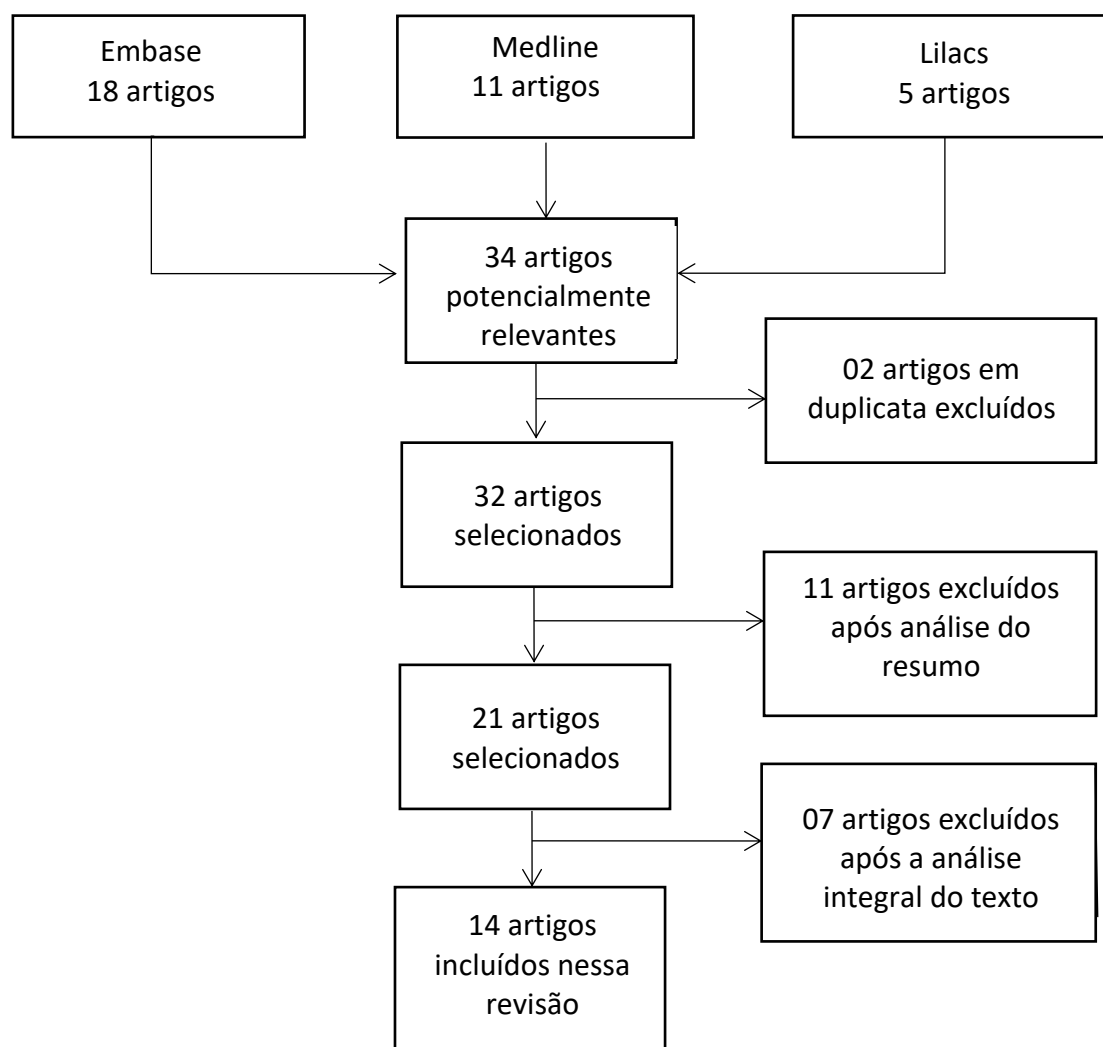 Embase
18 artigos
Medline
11 artigos
Lilacs
5 artigos
34 artigos
potencialmente
relevantes
02 artigos em
duplicata excluídos
32 artigos
selecionados
11 artigos excluídos
após análise do
resumo
21 artigos
selecionados
07 artigos excluídos
após a análise
integral do texto
14 artigos
incluídos nessa
revisão